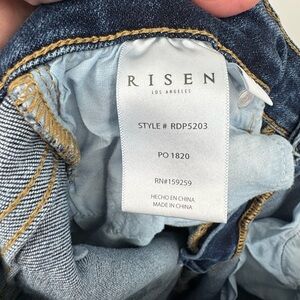 RISEN
LOS ANGELES
STYLE # RDP5203
PO 1820
RN#159259
HECHO EN CHINA
MADE IN CHINA